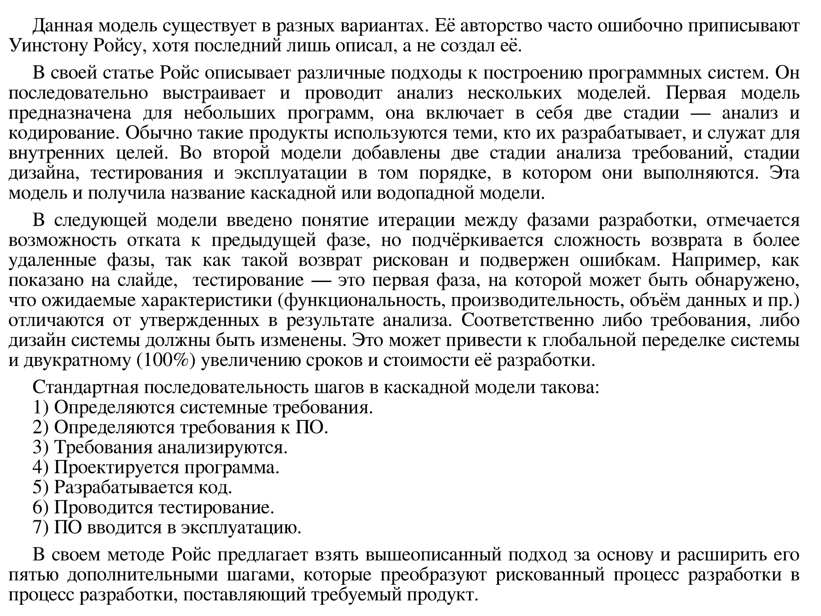 Данная модель существует в разных вариантах. Её авторство часто ошибочно приписывают
Уинстону Ройсу, хотя последний лишь описал, а не создал её.
В своей статье Ройс описывает различные подходы к построению программных систем. Он
последовательно выстраивает и проводит анализ нескольких моделей. Первая модель
предназначена для небольших программ, она включает в себя две стадии — анализ и
кодирование. Обычно такие продукты используются теми, кто их разрабатывает, и служат для
внутренних целей. Во второй модели добавлены две стадии анализа требований, стадии
дизайна, тестирования и эксплуатации в том порядке, в котором они выполняются. Эта
модель и получила название каскадной или водопадной модели.
В следующей модели введено понятие итерации между фазами разработки, отмечается
возможность отката к предыдущей фазе, но подчёркивается сложность возврата в более
удаленные фазы, так как такой возврат рискован и подвержен ошибкам. Например, как
показано на слайде, тестирование — это первая фаза, на которой может быть обнаружено,
что ожидаемые характеристики (функциональность, производительность, объём данных и пр.)
отличаются от утвержденных в результате анализа. Соответственно либо требования, либо
дизайн системы должны быть изменены. Это может привести к глобальной переделке системы
и двукратному (100%) увеличению сроков и стоимости её разработки.
Стандартная последовательность шагов в каскадной модели такова:
1) Определяются системные требования.
2) Определяются требования к ПО.
3) Требования анализируются.
4) Проектируется программа.
5) Разрабатывается код.
6) Проводится тестирование.
7) ПО вводится в эксплуатацию.
В своем методе Ройс предлагает взять вышеописанный подход за основу и расширить его
пятью дополнительными шагами, которые преобразуют рискованный процесс разработки в
процесс разработки, поставляющий требуемый продукт.